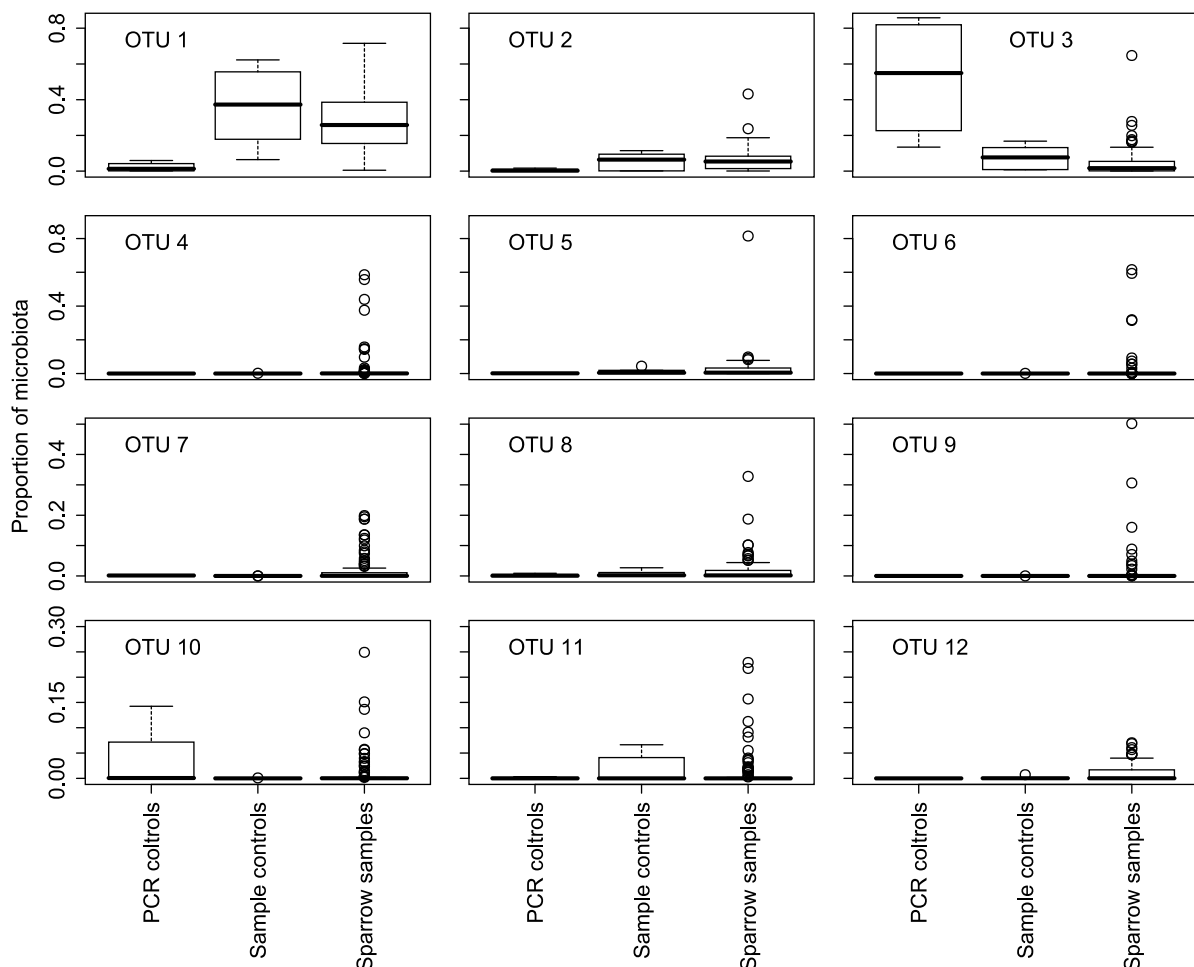 Proportion of microbiota
OTU 1
OTU 2
OTU 3
0.8
0.4
0.0
OTU 4
OTU 5
OTU 6
0.8
0.4
0.0
OTU 7
OTU 8
OTU 9
0.4
0.2
0.0
OTU 10
OTU 11
OTU 12
0.30
0.15
0.00
PCR coltrols
Sample controls
Sparrow samples
PCR coltrols
Sample controls
Sparrow samples
PCR coltrols
Sample controls
Sparrow samples